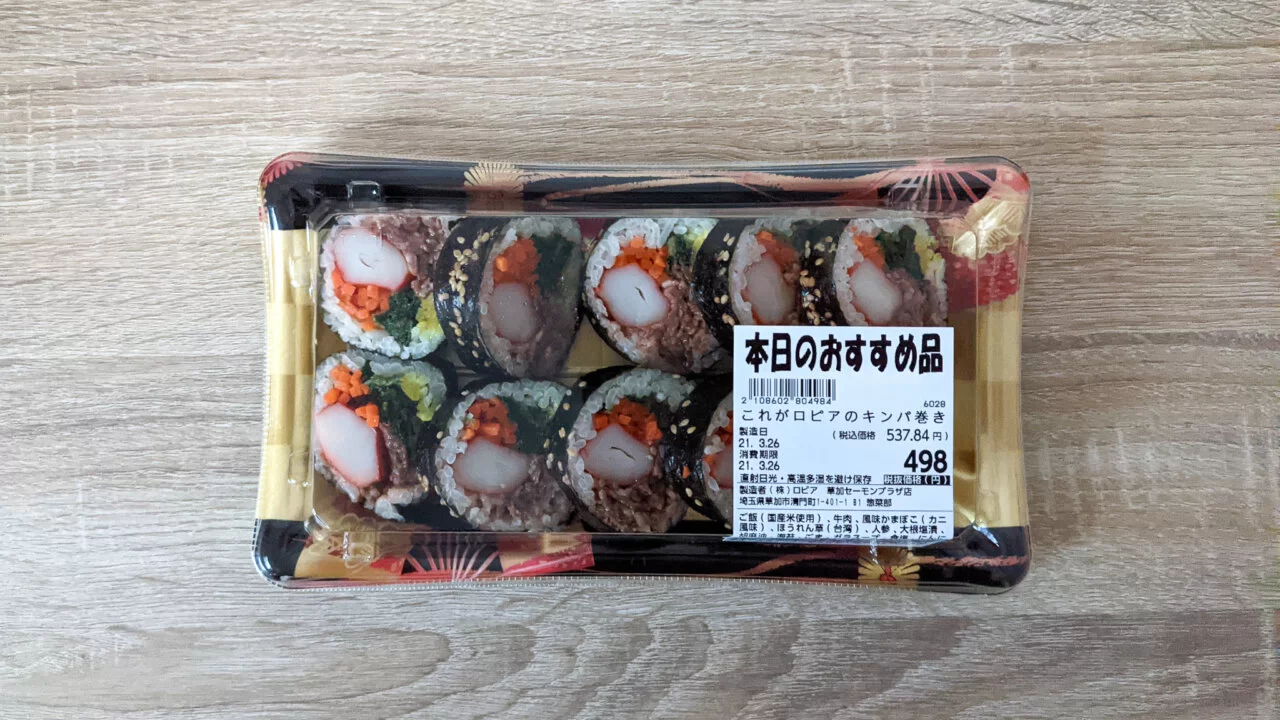 本日のおすすめ品
2 108602 804984
6028
これがロピアのキンパ巻き
製造日
(税込価格 537.84円)
21. 3.26
消費期限
21. 3.26
498
直射日光・高温多湿を避け保存 税抜価格(円)
製造者(株)ロピア 草加セーモンプラザ店
埼玉県草加市清門町1-401-1 B1 惣菜部
ご飯(国産米使用)、牛肉、風味かまぼこ(カニ
風味)、ほうれん草(台湾)、人参、大根塩漬、